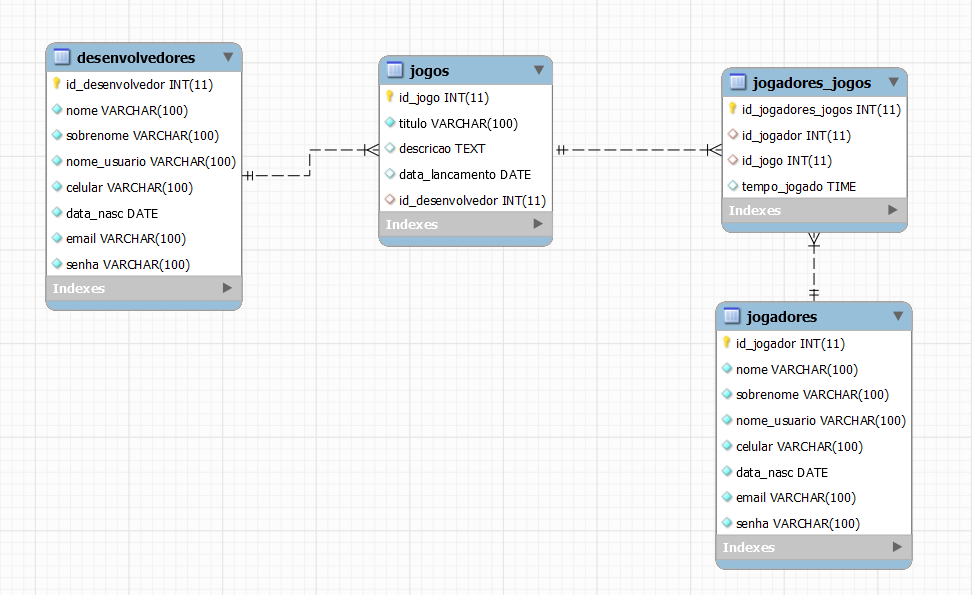 desenvolvedores
id_desenvolvedor INT(11)
nome VARCHAR(100)
sobrenome VARCHAR(100)
nome_usuario VARCHAR(100)
celular VARCHAR(100)
data_nasc DATE
email VARCHAR(100)
senha VARCHAR(100)
Indexes
jogos
id_jogo INT(11)
titulo VARCHAR(100)
descricao TEXT
data_lancamento DATE
id_desenvolvedor INT(11)
Indexes
jogadores_jogos
id_jogadores_jogos INT(11)
id_jogador INT(11)
id_jogo INT(11)
tempo_jogado TIME
Indexes
jogadores
id_jogador INT(11)
nome VARCHAR(100)
sobrenome VARCHAR(100)
nome_usuario VARCHAR(100)
celular VARCHAR(100)
data_nasc DATE
email VARCHAR(100)
senha VARCHAR(100)
Indexes